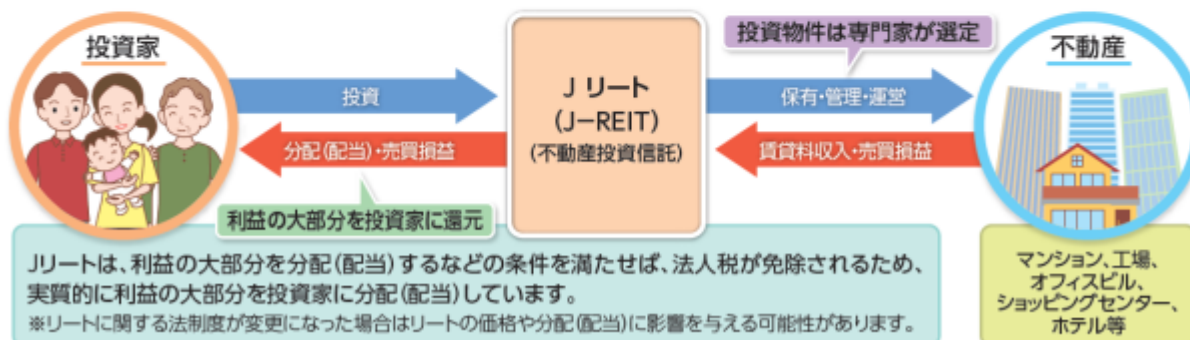 投資家
投資
分配(配当)・売買損益
利益の大部分を投資家に還元
Jリート
(J-REIT)
(不動産投資信託)
投資物件は専門家が選定
保有・管理・運営
賃貸料収入・売買損益
不動産
マンション、工場、
オフィスビル、
ショッピングセンター、
ホテル等
Jリートは、利益の大部分を分配(配当)するなどの条件を満たせば、法人税が免除されるため、
実質的に利益の大部分を投資家に分配(配当)しています。
※リートに関する法制度が変更になった場合はリートの価格や分配(配当)に影響を与える可能性があります。